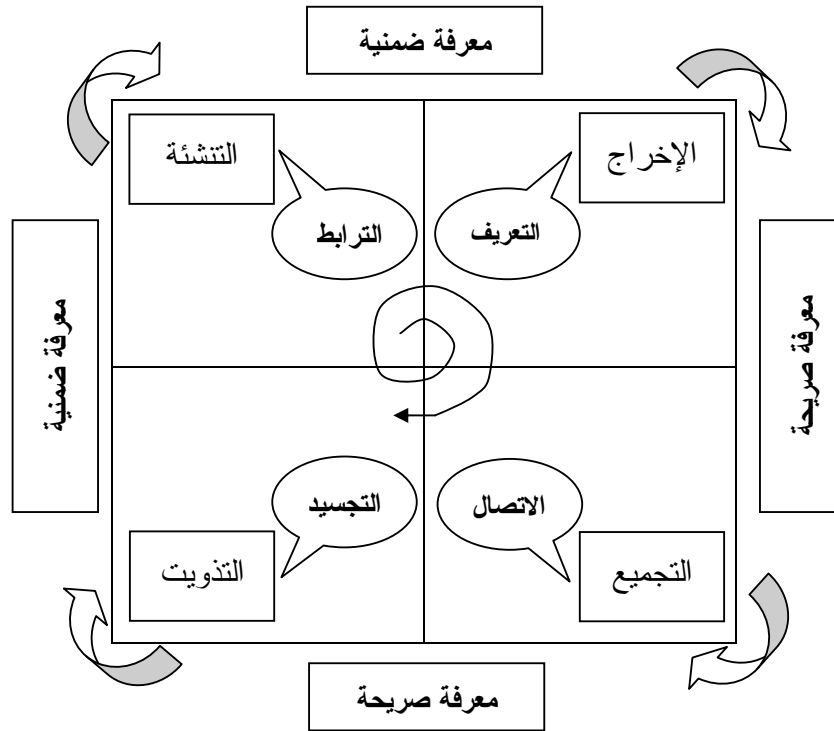 معرفة ضمنية
الإخراج
التنشئة
التعريف
الترابط
معرفة صريحة
معرفة ضمنية
الاتصال
التجسيد
التجميع
التذويت
معرفة صريحة